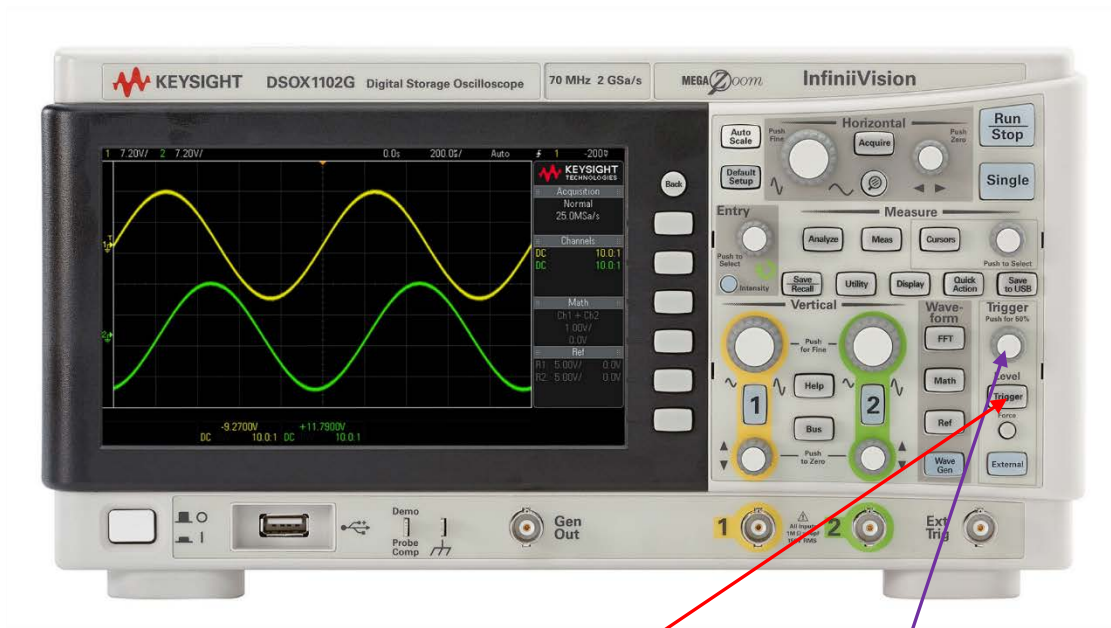 KEYSIGHT DSOX1102G Digital Storage Oscilloscope 70 MHz 2 GSa/s MEGA Zoom InfiniiVision
1 7.20V/ 2 7.20V/ 0.0s 200.0 Auto 1
KEYSIGHT
TECHNOLOGIES
Acquisition
Normal
25.0MSa/s
Channels
DC 10.0:1
DC 10.0:1
Math
Ch1 + Ch2
1.00V/
0.0V
Ref
R1 5.00V/ 0.0V
R2 5.00V/ 0.0V
1
T
2
-9.2700V +11.7900V
DC 10.0:1 DC 10.0:1
Back
Auto
Scale
Default
Setup
Horizontal
Push
Fine
Acquire
Push
Zero
Run
Stop
Single
Entry
Push to
Select
Intensity
Measure
Analyze Meas Cursors
Push to Select
Save
Recall
Utility
Display
Quick
Action
Save
to USB
Vertical
Push
for Fine
1
Help
2
Bus
Push
to Zero
Wave-
form
FFT
Math
Ref
Wave
Gen
Trigger
Push for 50%
Level
Trigger
Force
External
Demo
Probe
Comp
Gen
Out
1
All Inputs
2
Ext
Trig